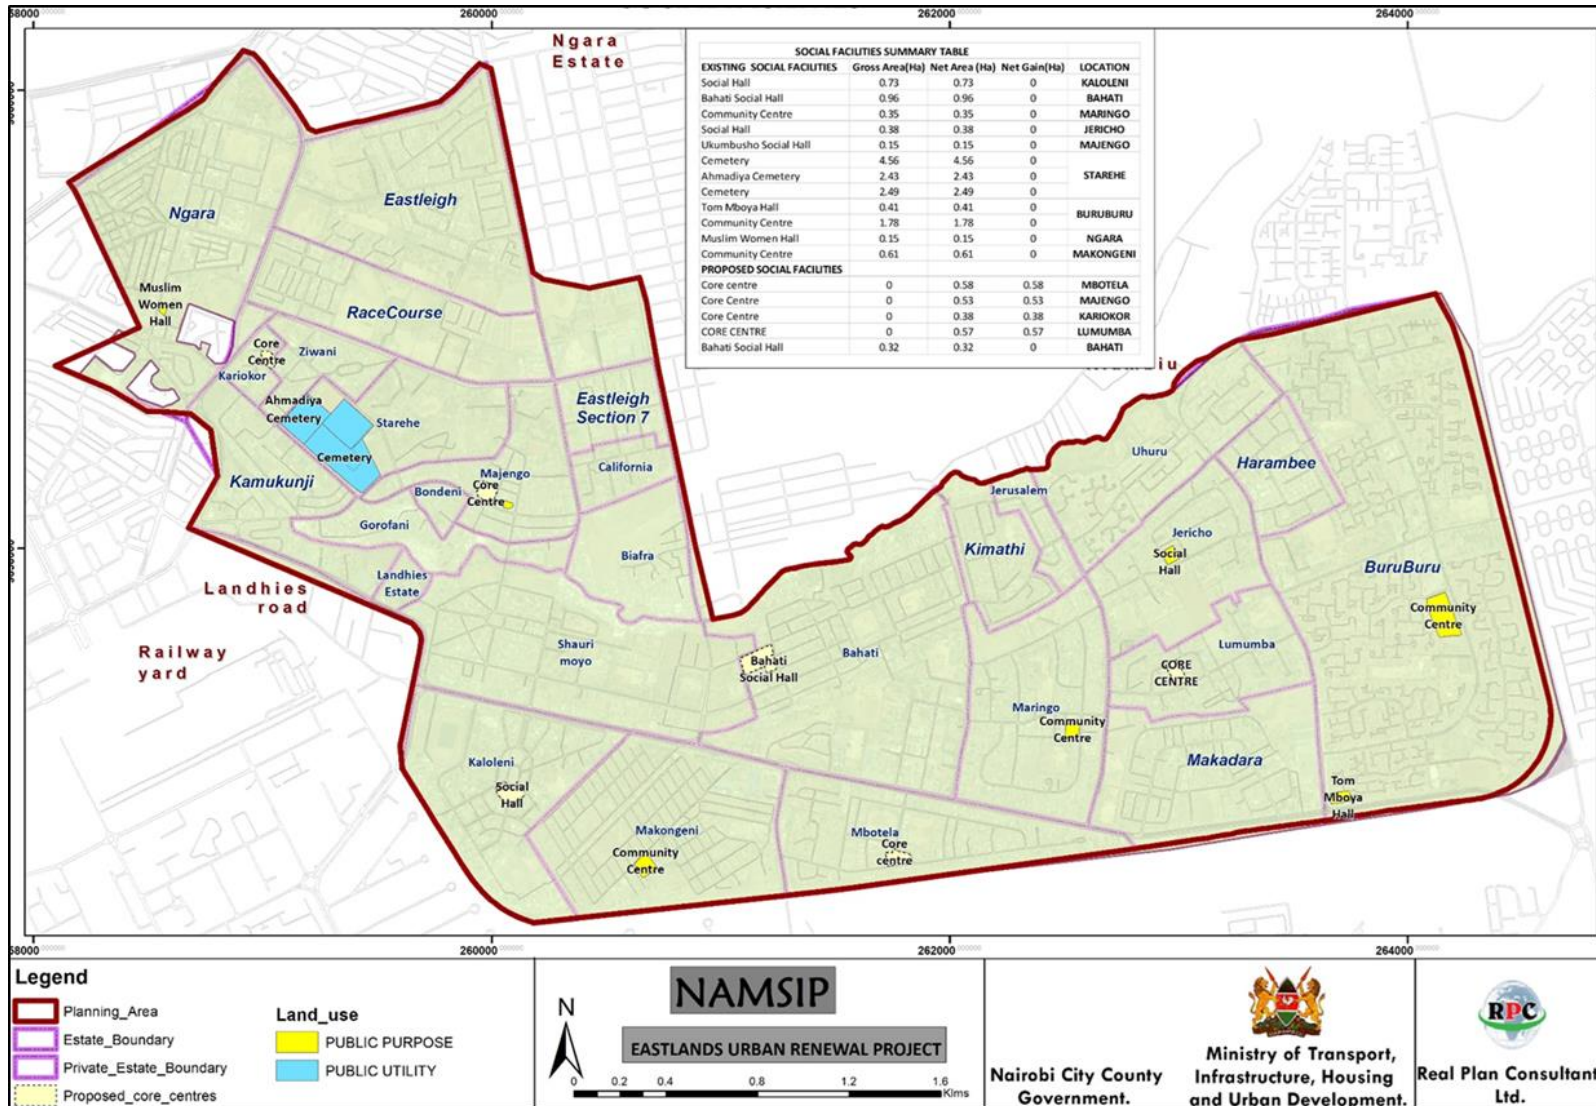 58000
260000
262000
264000
Ngara
Estate
SOCIAL FACILITIES SUMMARY TABLE
EXISTING SOCIAL FACILITIES Gross Area(Ha) Net Area (Ha) Net Gain(Ha) LOCATION
Social Hall 0.73 0.73 0 KALOLENI
Bahati Social Hall 0.96 0.96 0 BAHATI
Community Centre 0.35 0.35 0 MARINGO
Social Hall 0.38 0.38 0 JERICHO
Ukumbusho Social Hall 0.15 0.15 0 MAJENGO
Cemetery 4.56 4.56 0
Ahmadiya Cemetery 2.43 2.43 0 STAREHE
Cemetery 2.49 2.49 0
Tom Mboya Hall 0.41 0.41 0 BURUBURU
Community Centre 1.78 1.78 0
Muslim Women Hall 0.15 0.15 0 NGARA
Community Centre 0.61 0.61 0 MAKONGENI
PROPOSED SOCIAL FACILITIES
Core centre 0 0.58 0.58 MBOTELA
Core Centre 0 0.53 0.53 MAJENGO
Core Centre 0 0.38 0.38 KARIOKOR
CORE CENTRE 0 0.57 0.57 LUMUMBA
Bahati Social Hall 0.32 0.32 0 BAHATI
Ngara
Eastleigh
Muslim
Women
Hall
RaceCourse
Core
Centre
Ziwani
Kariokor
Ahmadiya
Cemetery
Starehe
Cemetery
Eastleigh
Section 7
California
Kamukunji
Majengo
Core
Centre
Bondeni
Gorofani
Biafra
Landhies
Estate
Landhies
road
Railway
yard
Shauri
moyo
Bahati
Social Hall
Bahati
Uhuru
Harambee
Jerusalem
Kimathi
Jericho
Social
Hall
BuruBuru
Community
Centre
Lumumba
CORE
CENTRE
Maringo
Community
Centre
Makadara
Tom
Mboya
Hall
Kaloleni
Social
Hall
Makongeni
Community
Centre
Mbotela
Core
centre
58000
260000
262000
264000
Legend
Planning_Area
Estate_Boundary
Private_Estate_Boundary
Proposed_core_centres
Land_use
PUBLIC PURPOSE
PUBLIC UTILITY
N
NAMSIP
EASTLANDS URBAN RENEWAL PROJECT
0 0.2 0.4 0.8 1.2 1.6
Klms
Nairobi City County
Government.
Ministry of Transport,
Infrastructure, Housing
and Urban Development.
RPC
Real Plan Consultant
Ltd.